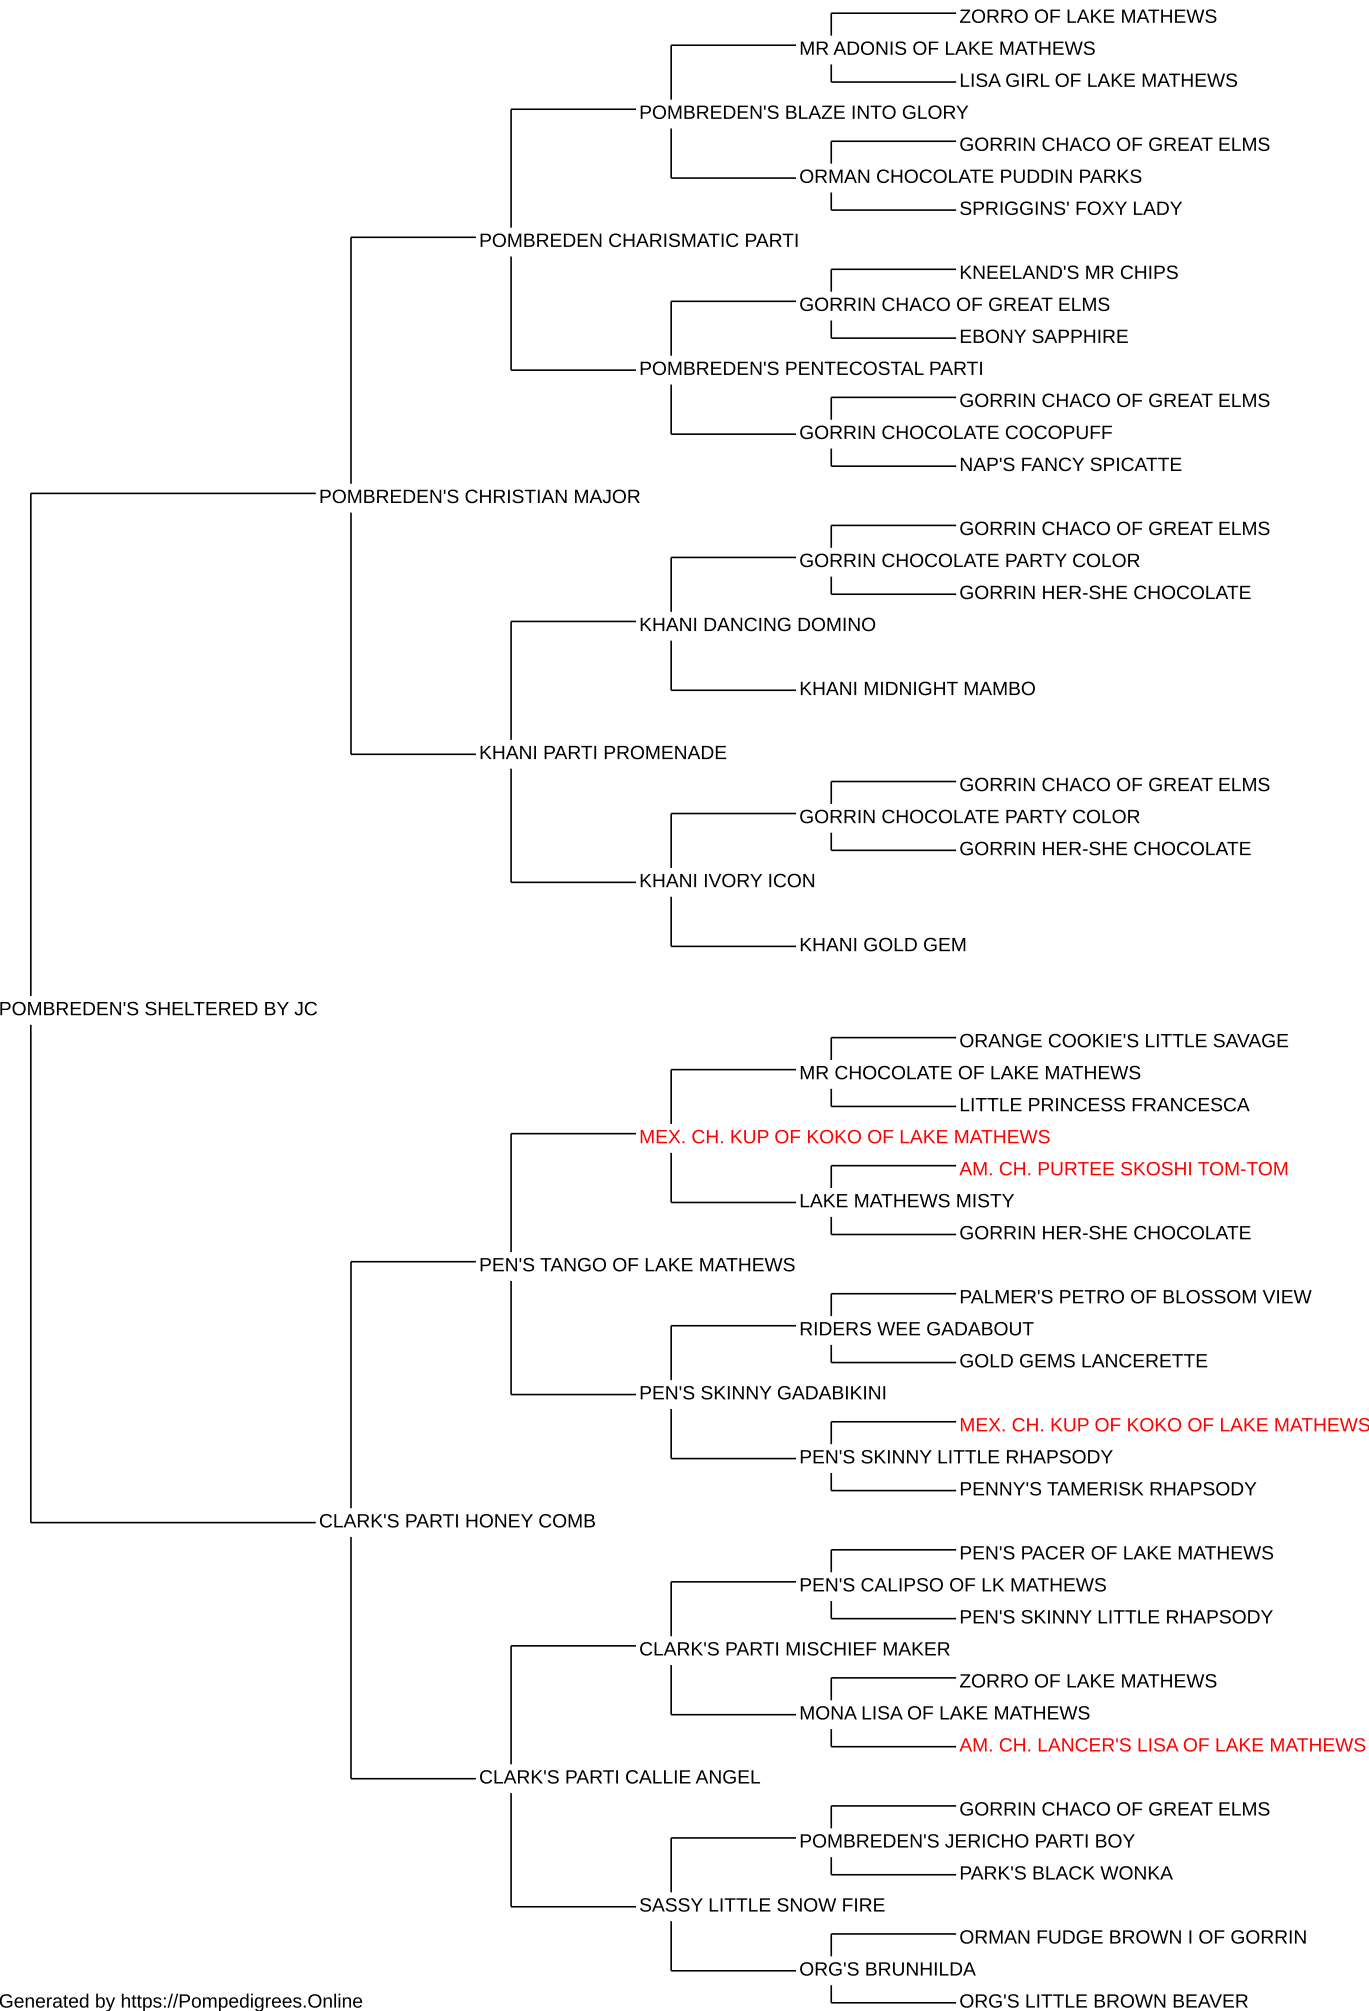 ZORRO OF LAKE MATHEWS
MR ADONIS OF LAKE MATHEWS
LISA GIRL OF LAKE MATHEWS
POMBREDEN'S BLAZE INTO GLORY
GORRIN CHACO OF GREAT ELMS
ORMAN CHOCOLATE PUDDIN PARKS
SPRIGGINS' FOXY LADY
POMBREDEN CHARISMATIC PARTI
KNEELAND'S MR CHIPS
GORRIN CHACO OF GREAT ELMS
EBONY SAPPHIRE
POMBREDEN'S PENTECOSTAL PARTI
GORRIN CHACO OF GREAT ELMS
GORRIN CHOCOLATE COCOPUFF
NAP'S FANCY SPICATTE
POMBREDEN'S CHRISTIAN MAJOR
GORRIN CHACO OF GREAT ELMS
GORRIN CHOCOLATE PARTY COLOR
GORRIN HER-SHE CHOCOLATE
KHANI DANCING DOMINO
KHANI MIDNIGHT MAMBO
KHANI PARTI PROMENADE
GORRIN CHACO OF GREAT ELMS
GORRIN CHOCOLATE PARTY COLOR
GORRIN HER-SHE CHOCOLATE
KHANI IVORY ICON
KHANI GOLD GEM
POMBREDEN'S SHELTERED BY JC
ORANGE COOKIE'S LITTLE SAVAGE
MR CHOCOLATE OF LAKE MATHEWS
LITTLE PRINCESS FRANCESCA
MEX. CH. KUP OF KOKO OF LAKE MATHEWS
AM. CH. PURTEE SKOSHI TOM-TOM
LAKE MATHEWS MISTY
GORRIN HER-SHE CHOCOLATE
PEN'S TANGO OF LAKE MATHEWS
PALMER'S PETRO OF BLOSSOM VIEW
RIDERS WEE GADABOUT
GOLD GEMS LANCERETTE
PEN'S SKINNY GADABIKINI
MEX. CH. KUP OF KOKO OF LAKE MATHEWS
PEN'S SKINNY LITTLE RHAPSODY
PENNY'S TAMERISK RHAPSODY
CLARK'S PARTI HONEY COMB
PEN'S PACER OF LAKE MATHEWS
PEN'S CALIPSO OF LK MATHEWS
PEN'S SKINNY LITTLE RHAPSODY
CLARK'S PARTI MISCHIEF MAKER
ZORRO OF LAKE MATHEWS
MONA LISA OF LAKE MATHEWS
AM. CH. LANCER'S LISA OF LAKE MATHEWS
CLARK'S PARTI CALLIE ANGEL
GORRIN CHACO OF GREAT ELMS
POMBREDEN'S JERICHO PARTI BOY
PARK'S BLACK WONKA
SASSY LITTLE SNOW FIRE
ORMAN FUDGE BROWN I OF GORRIN
ORG'S BRUNHILDA
ORG'S LITTLE BROWN BEAVER
Generated by https://Pompedigrees.Online